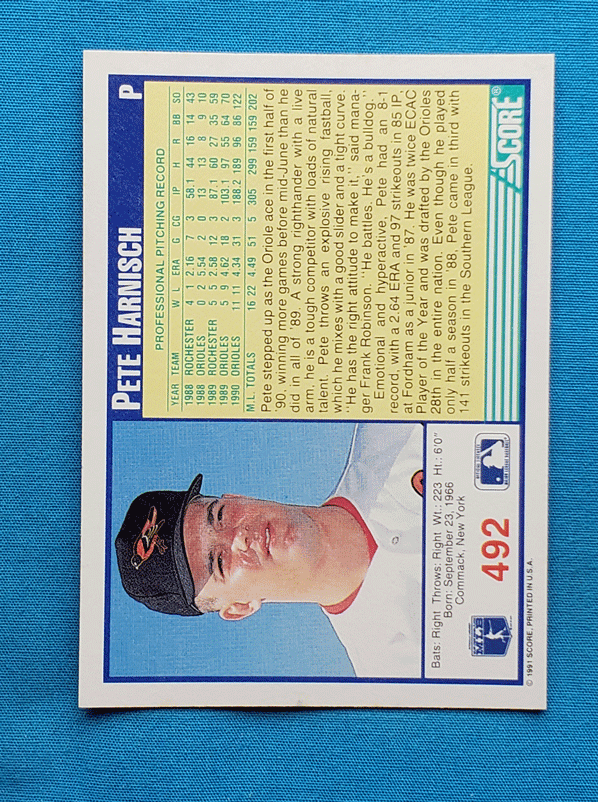 PETE HARNISCH P
PROFESSIONAL PITCHING RECORD
YEAR TEAM W L ERA G CG IP H R BB SO
1988 ROCHESTER 4 1 2.16 7 3 58.1 44 16 14 43
1988 ORIOLES 0 2 5.54 2 0 13 13 8 9 10
1989 ROCHESTER 5 5 2.58 12 3 87.1 60 27 35 59
1989 ORIOLES 5 9 4.62 18 2 103.1 97 55 64 70
1990 ORIOLES 11 11 4.34 31 3 188.2 189 96 86 122
M.L. TOTALS 16 22 4.49 51 5 305 299 159 159 202
Pete stepped up as the Oriole ace in the first half of
'90, winning more games before mid-June than he
did in all of '89. A strong righthander with a live
arm, he is a tough competitor with loads of natural
talent. Pete throws an explosive rising fastball,
which he mixes with a good slider and a tight curve.
"He has the right attitude to make it," said mana-
ger Frank Robinson. "He battles. He's a bulldog."
Emotional and hyperactive, Pete had an 8-1
record, with a 2.64 ERA and 97 strikeouts in 85 IP,
at Fordham as a junior in '87. He was twice ECAC
Player of the Year and was drafted by the Orioles
28th in the entire nation. Even though he played
only half a season in '88, Pete came in third with
141 strikeouts in the Southern League.
SCORE®
Bats: Right Throws: Right Wt.: 223 Ht.: 6'0"
Born: September 23, 1966
Commack, New York
492
© 1991 SCORE, PRINTED IN U.S.A.